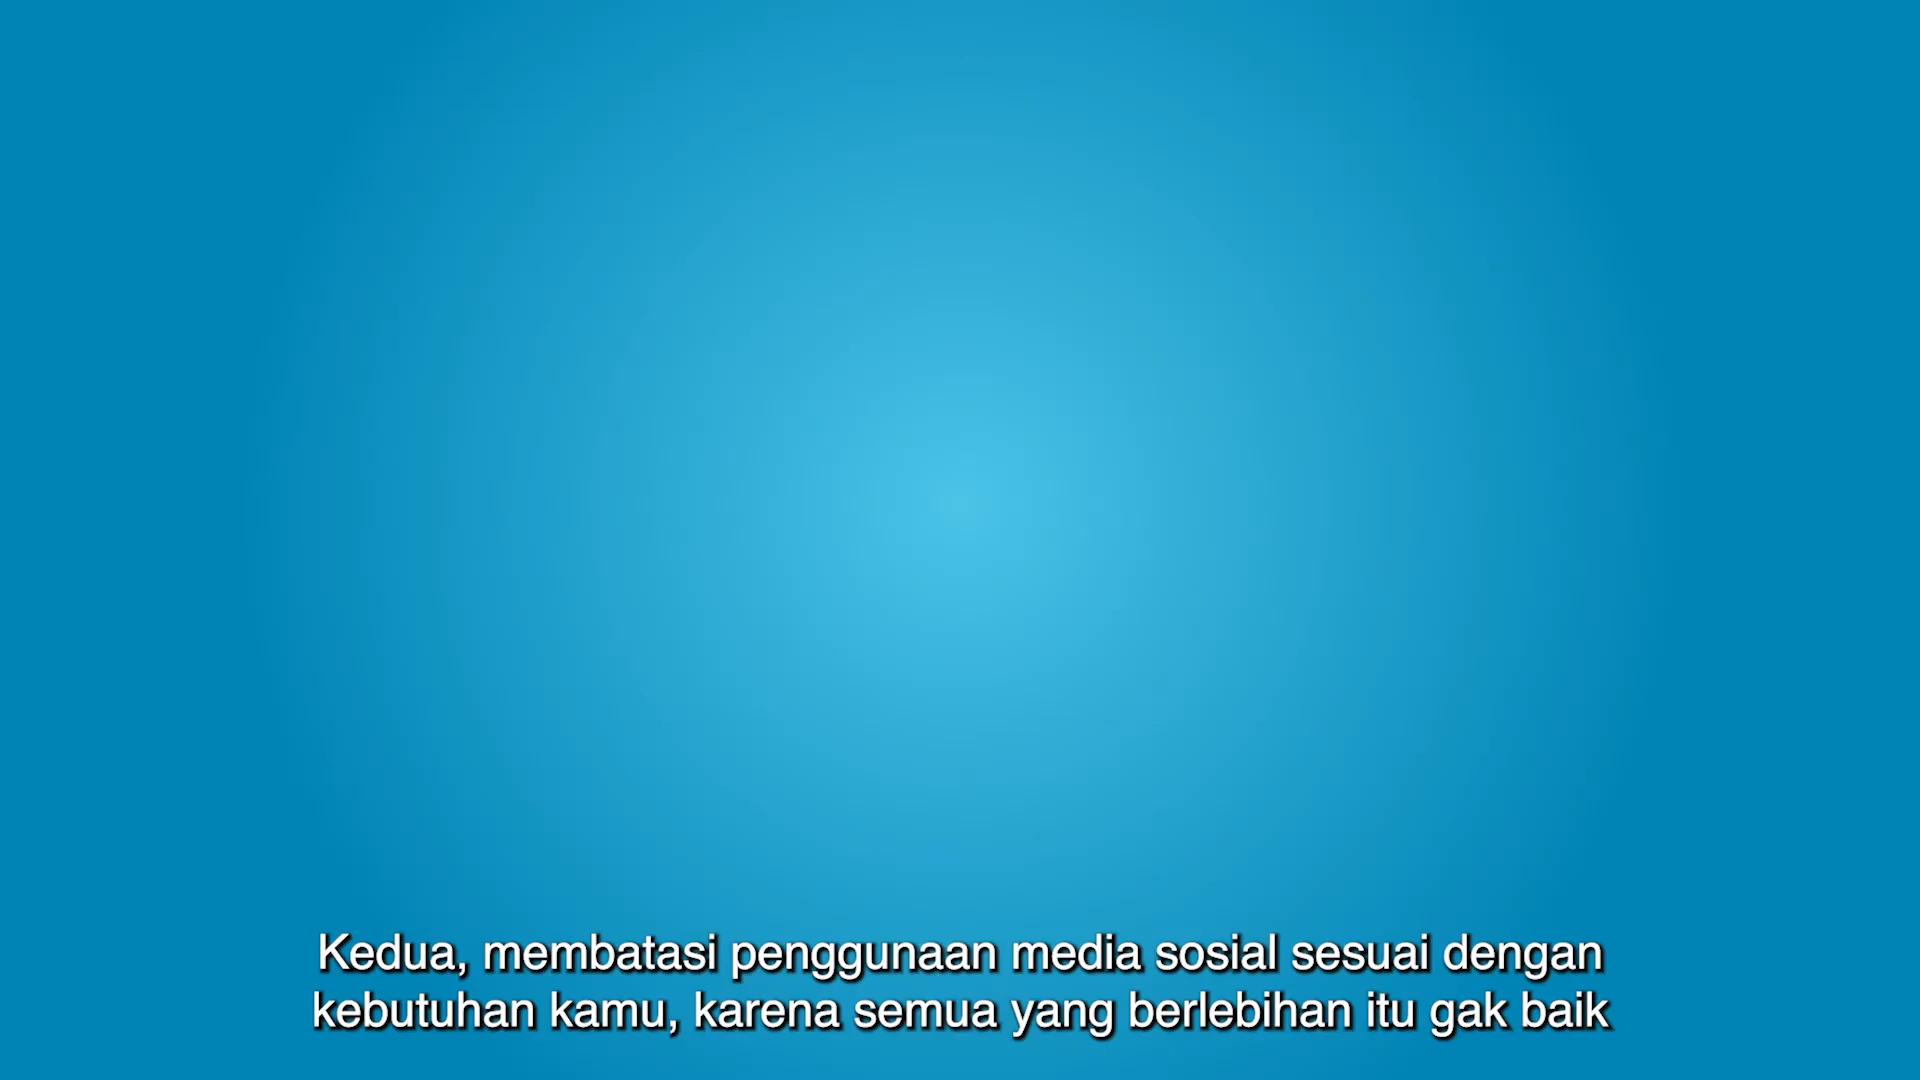 Kedua, membatasi penggunaan media sosial sesuai dengan
kebutuhan kamu, karena semua yang berlebihan itu gak baik